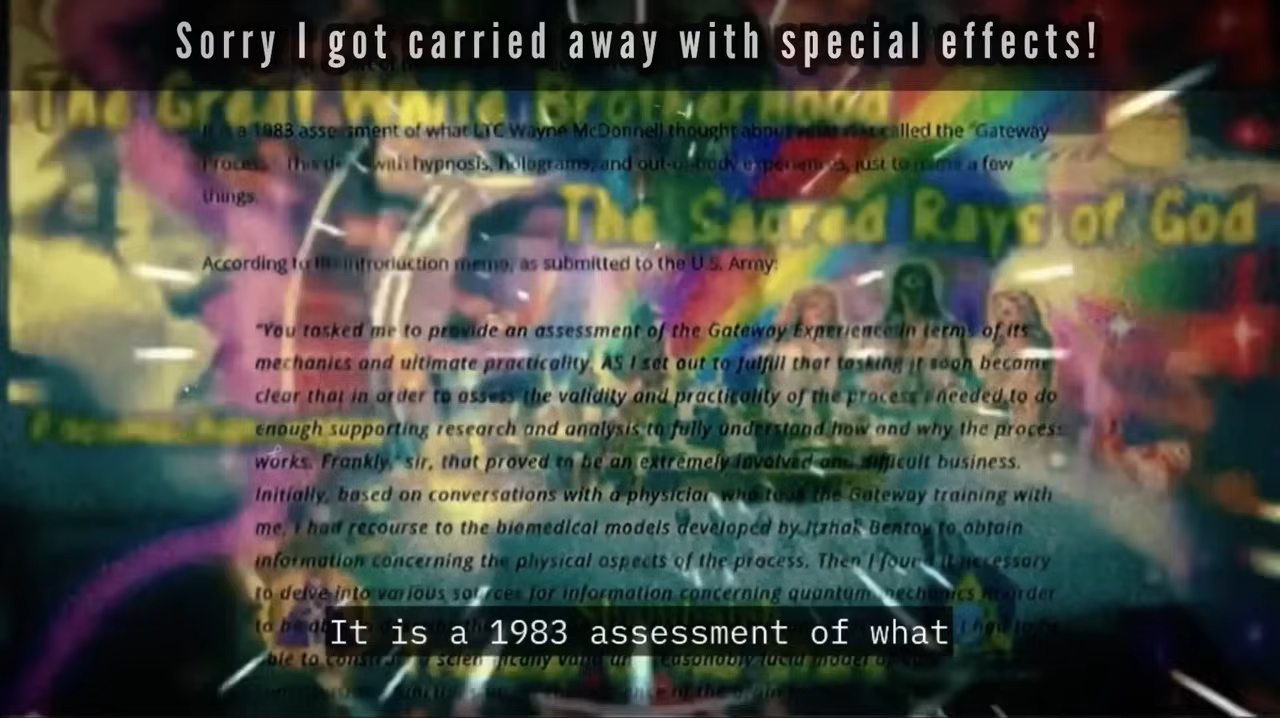 Sorry I got carried away with special effects!
The Great White Brotherhood
It is a 1983 assessment of what LTC Wayne McDonnell thought about called the "Gateway
Process. This with hypnosis, holograms, and out-of-body experiences, just to name a few
things.
The Sacred Rays of God
According to introduction memo, as submitted to the U.S. Army:
"You tasked me to provide an assessment of the Gateway Experience in terms of its
mechanics and ultimate practicality. AS I set out to fulfill that tasking it soon became
clear that in order to assess the validity and practicality of the process I needed to do
enough supporting research and analysis to fully understand how and why the process
works. Frankly, sir, that proved to be an extremely involved and difficult business.
Initially, based on conversations with a physician who took the Gateway training with
me, I had recourse to the biomedical models developed by Itzhak Bentov to obtain
information concerning the physical aspects of the process. Then I found it necessary
to delve into various sources for information concerning quantum mechanics in order
to be
It is a 1983 assessment of what